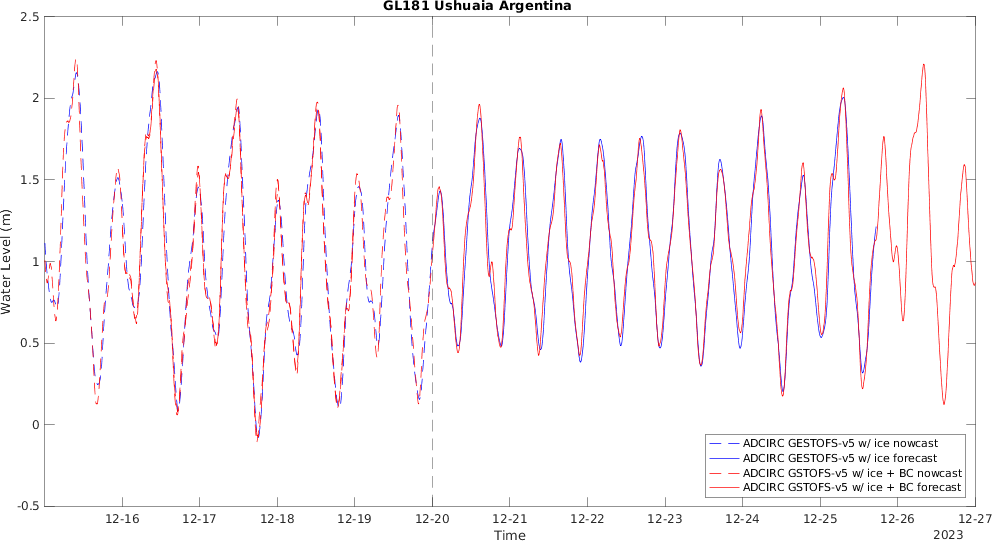 GL181 Ushuaia Argentina
Water Level (m)
2.5
2
1.5
1
0.5
0
-0.5
12-16
12-17
12-18
12-19
12-20
12-21
12-22
12-23
12-24
12-25
12-26
12-27
Time
2023
ADCIRC GESTOFS-v5 w/ ice nowcast
ADCIRC GESTOFS-v5 w/ ice forecast
ADCIRC GSTOFS-v5 w/ ice + BC nowcast
ADCIRC GSTOFS-v5 w/ ice + BC forecast